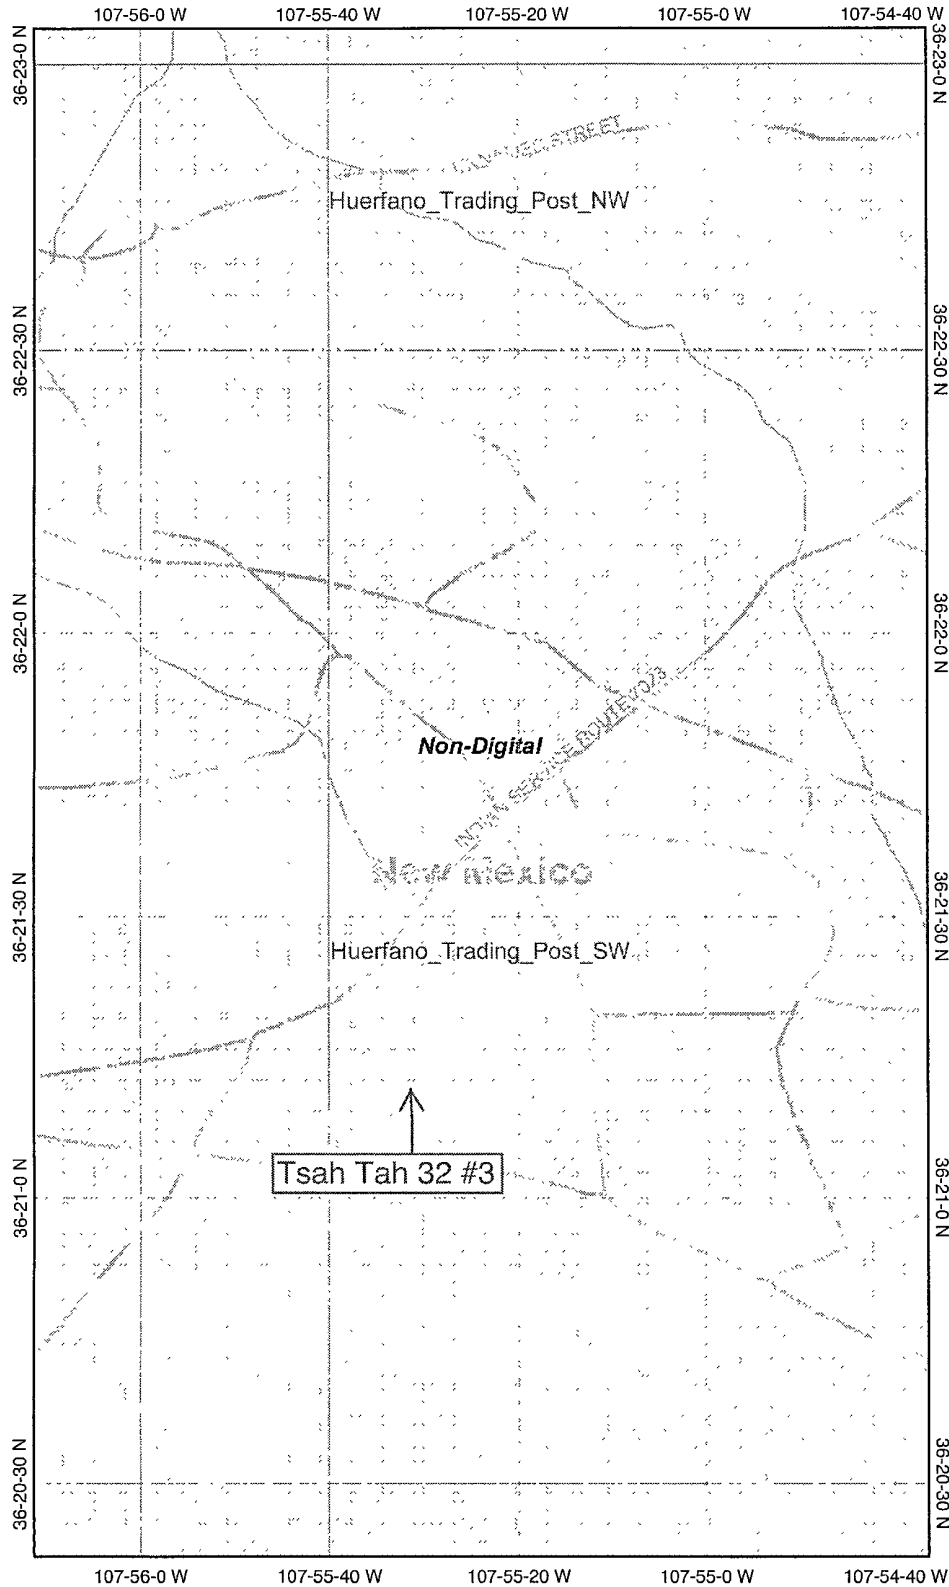 107-56-0 W 107-55-40 W 107-55-20 W 107-55-0 W 107-54-40 W
36-23-0 N
36-23-0 N
STREET
Huerfano_Trading_Post_NW
36-22-30 N
36-22-30 N
36-22-0 N
36-22-0 N
SERVICE ROUTE 7023
Non-Digital
New Mexico
36-21-30 N
36-21-30 N
Huerfano_Trading_Post_SW
Tsah Tah 32 #3
36-21-0 N
36-21-0 N
36-20-30 N
36-20-30 N
107-56-0 W 107-55-40 W 107-55-20 W 107-55-0 W 107-54-40 W